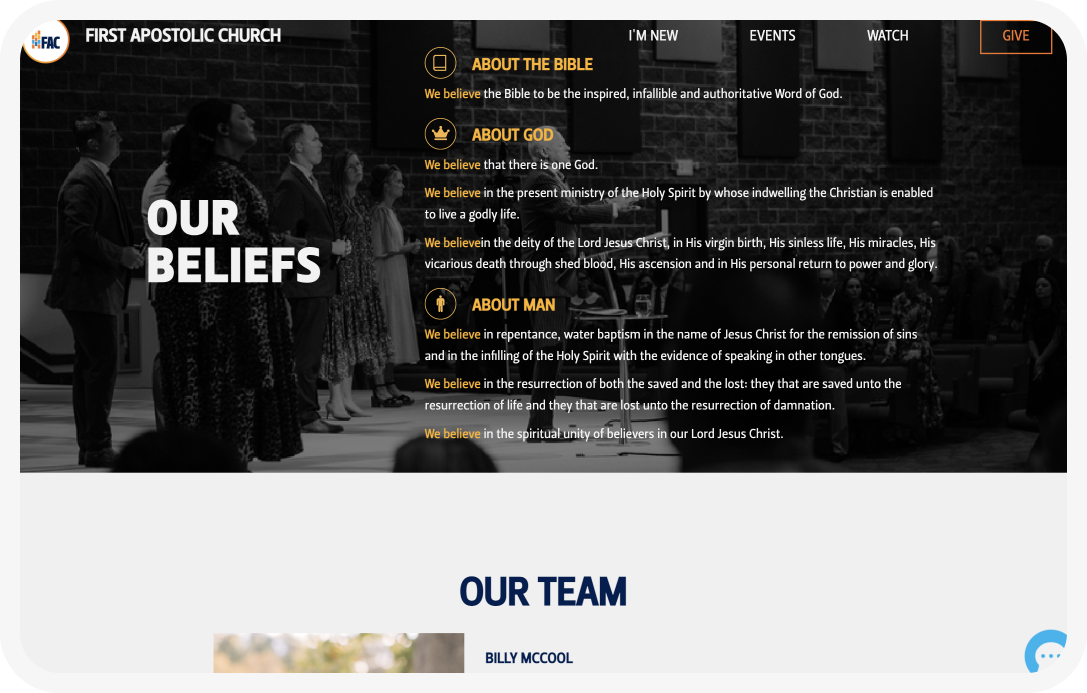 FAC
FIRST APOSTOLIC CHURCH
I'M NEW
EVENTS
WATCH
GIVE
OUR
BELIEFS
ABOUT THE BIBLE
We believe the Bible to be the inspired, infallible and authoritative Word of God.
ABOUT GOD
We believe that there is one God.
We believe in the present ministry of the Holy Spirit by whose indwelling the Christian is enabled
to live a godly life.
We believein the deity of the Lord Jesus Christ, in His virgin birth, His sinless life, His miracles, His
vicarious death through shed blood, His ascension and in His personal return to power and glory.
ABOUT MAN
We believe in repentance, water baptism in the name of Jesus Christ for the remission of sins
and in the infilling of the Holy Spirit with the evidence of speaking in other tongues.
We believe in the resurrection of both the saved and the lost: they that are saved unto the
resurrection of life and they that are lost unto the resurrection of damnation.
We believe in the spiritual unity of believers in our Lord Jesus Christ.
OUR TEAM
BILLY MCCOOL